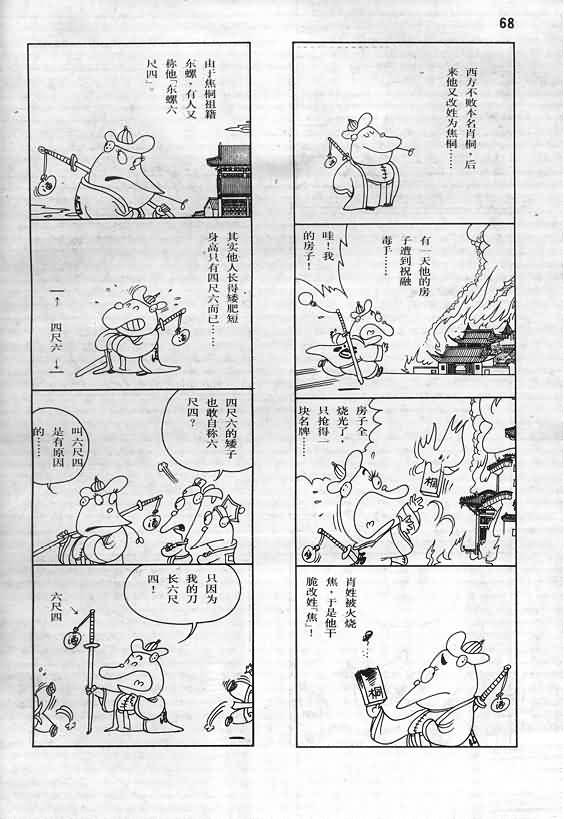 68
西方不败本名肖桐，后
来他又改姓为焦桐……
有一天他的房
子遭到祝融
毒手……
哇！我
的房子！
房子全
烧光了，
只抢得一
块名牌……
桐
肖姓被火烧
焦，于是他干
脆改姓「焦」！
桐
酒
由于焦桐祖籍
东螺，有人又
称他「东螺六
尺四」。
酒
其实他人长得矮肥短
身高只有四尺六而已……
四尺六
四尺六的矮子
也敢自称六
尺四？
叫六尺四
是有原因
的……
酒
只因为
我的刀
长六尺
四！
六尺四
酒